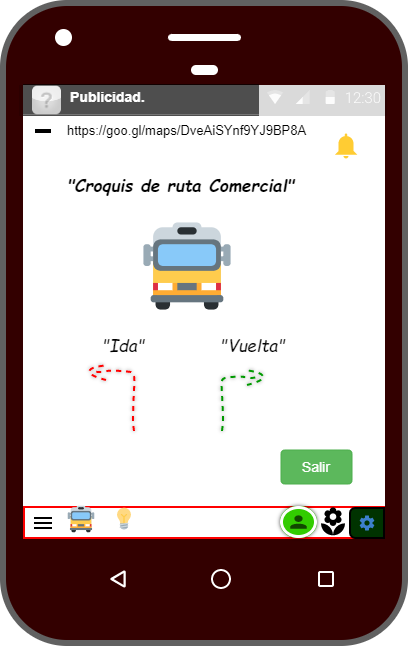 ?
Publicidad.
12:30
https://goo.gl/maps/DveAiSYnf9YJ9BP8A
"Croquis de ruta Comercial"
"Ida" "Vuelta"
Salir